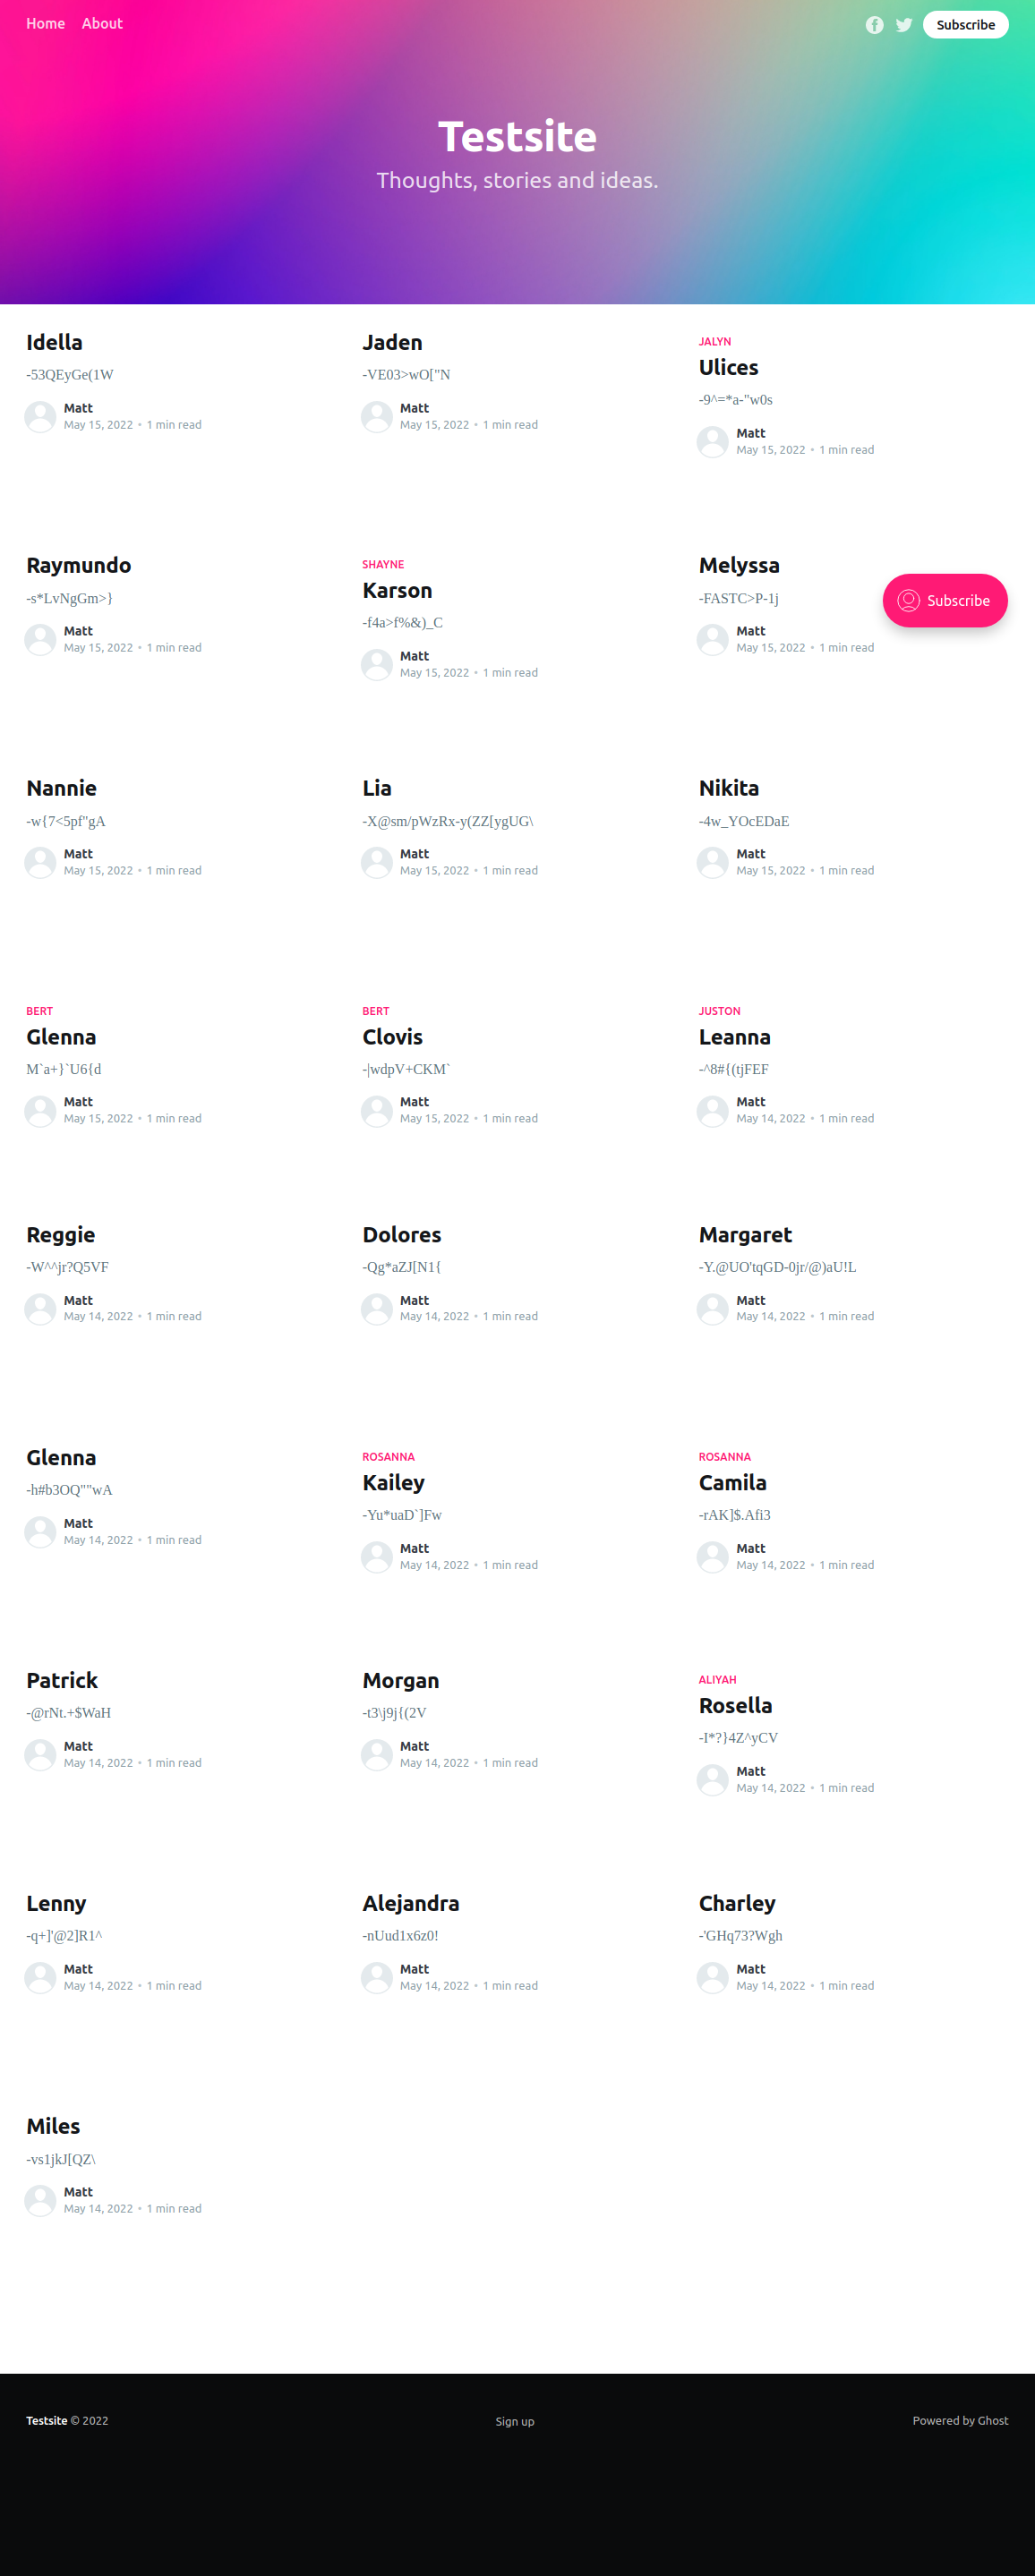 Home About Subscribe
Testsite
Thoughts, stories and ideas.
Idella
-53QEyGe(1W
Matt
May 15, 2022 • 1 min read
Jaden
-VE03>wO["N
Matt
May 15, 2022 • 1 min read
JALYN
Ulices
-9^=*a-"w0s
Matt
May 15, 2022 • 1 min read
Raymundo
-s*LvNgGm>}
Matt
May 15, 2022 • 1 min read
SHAYNE
Karson
-f4a>f%&)_C
Matt
May 15, 2022 • 1 min read
Melyssa
-FASTC>P-1j
Matt
May 15, 2022 • 1 min read
Subscribe
Nannie
-w{7<5pf"gA
Matt
May 15, 2022 • 1 min read
Lia
-X@sm/pWzRx-y(ZZ[ygUG\
Matt
May 15, 2022 • 1 min read
Nikita
-4w_YOcEDaE
Matt
May 15, 2022 • 1 min read
BERT
Glenna
M`a+}`U6{d
Matt
May 15, 2022 • 1 min read
BERT
Clovis
-|wdpV+CKM`
Matt
May 15, 2022 • 1 min read
JUSTON
Leanna
-^8#{(tjFEF
Matt
May 14, 2022 • 1 min read
Reggie
-W^^jr?Q5VF
Matt
May 14, 2022 • 1 min read
Dolores
-Qg*aZJ[N1{
Matt
May 14, 2022 • 1 min read
Margaret
-Y.@UO'tqGD-0jr/@)aU!L
Matt
May 14, 2022 • 1 min read
Glenna
-h#b3OQ""wA
Matt
May 14, 2022 • 1 min read
ROSANNA
Kailey
-Yu*uaD`]Fw
Matt
May 14, 2022 • 1 min read
ROSANNA
Camila
-rAK]$.Afi3
Matt
May 14, 2022 • 1 min read
Patrick
-@rNt.+$WaH
Matt
May 14, 2022 • 1 min read
Morgan
-t3\j9j{(2V
Matt
May 14, 2022 • 1 min read
ALIYAH
Rosella
-I*?}4Z^yCV
Matt
May 14, 2022 • 1 min read
Lenny
-q+]'@2]R1^
Matt
May 14, 2022 • 1 min read
Alejandra
-nUud1x6z0!
Matt
May 14, 2022 • 1 min read
Charley
-'GHq73?Wgh
Matt
May 14, 2022 • 1 min read
Miles
-vs1jkJ[QZ\
Matt
May 14, 2022 • 1 min read
Testsite © 2022 Sign up Powered by Ghost